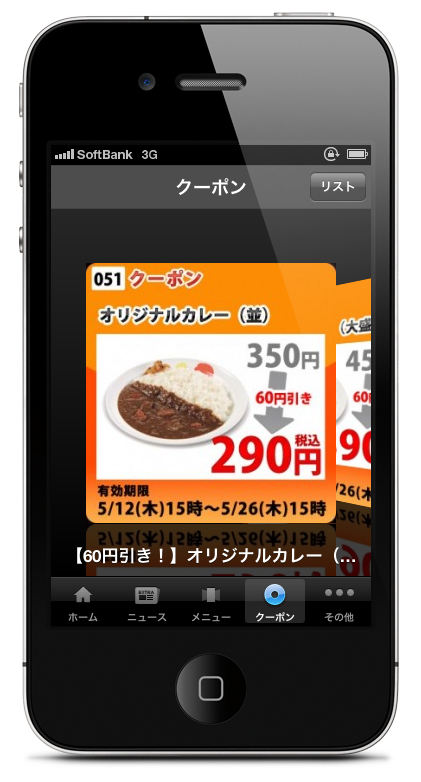 SoftBank 3G
クーポン
リスト
051 クーポン
オリジナルカレー（並）
350円
60円引き
290円
税込
有効期限
5/12(木)15時～5/26(木)15時
(大盛
45
60円
90
/26(木
【60円引き！】オリジナルカレー（...
EXTRA
ホーム
ニュース
メニュー
クーポン
その他